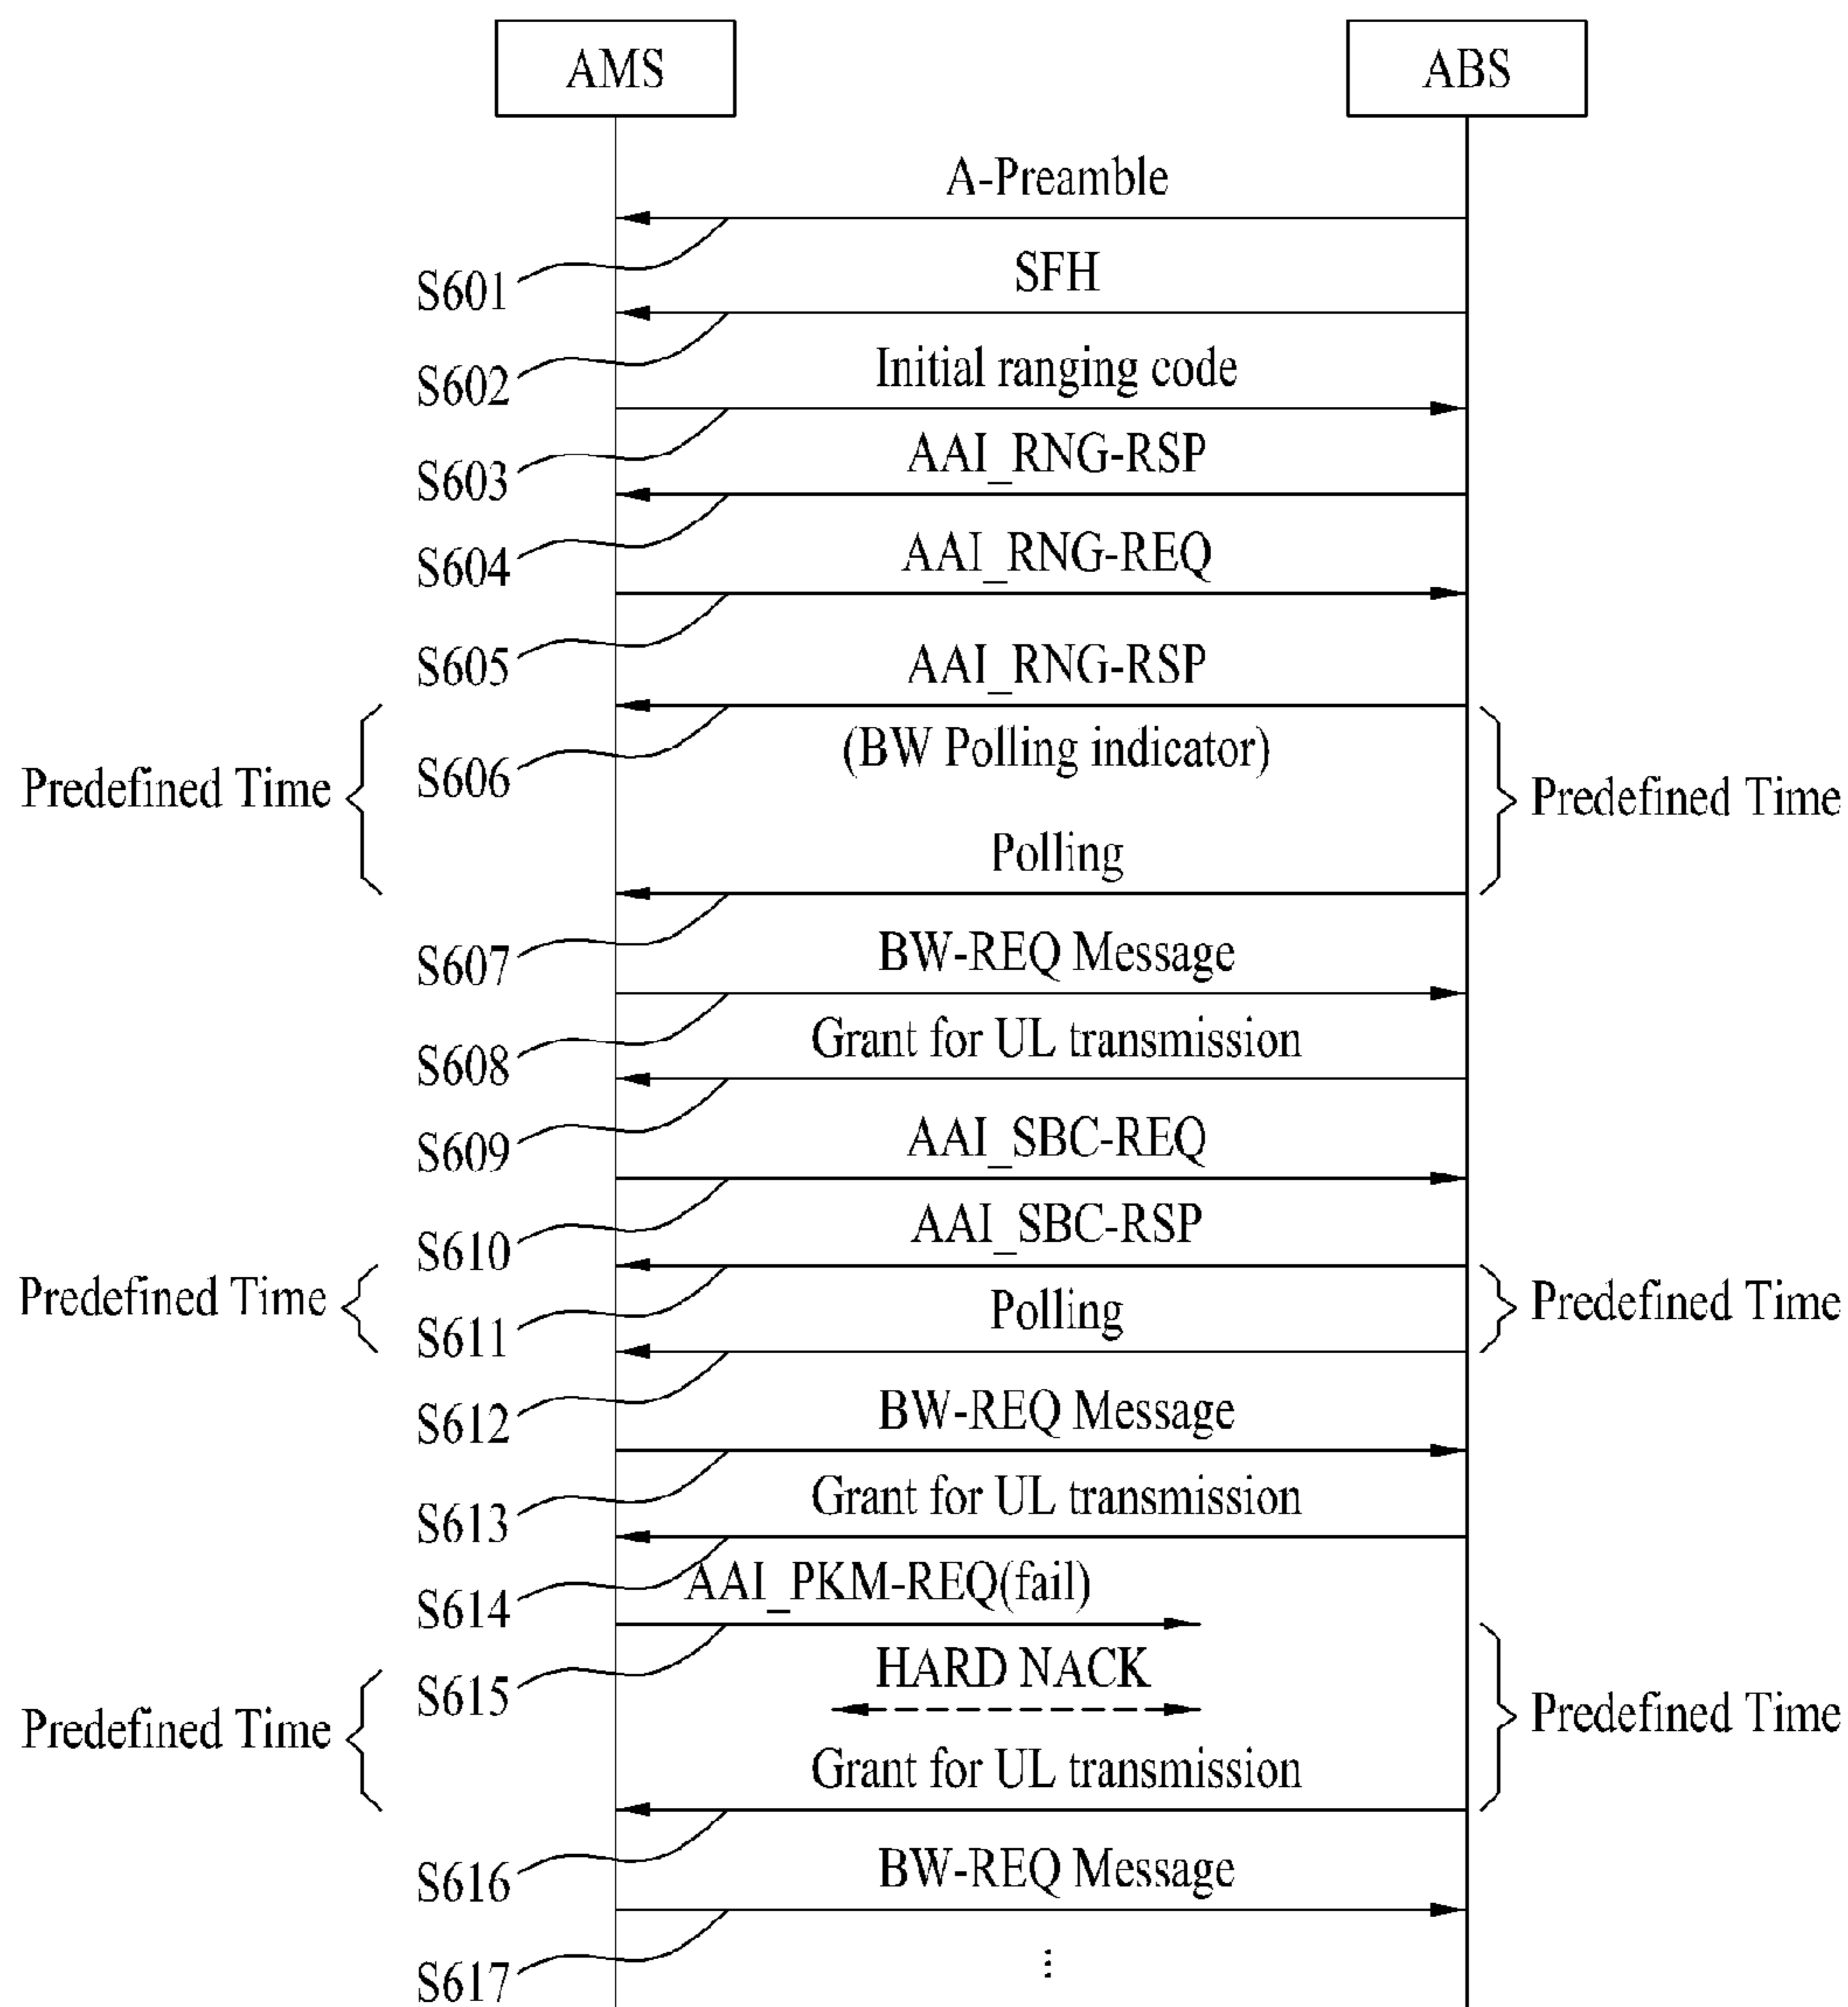 AMS
ABS
A-Preamble
S601
SFH
S602
Initial ranging code
S603
AAI_RNG-RSP
S604
AAI_RNG-REQ
S605
AAI_RNG-RSP
S606
(BW Polling indicator)
Predefined Time
Predefined Time
Polling
S607
BW-REQ Message
S608
Grant for UL transmission
S609
AAI_SBC-REQ
S610
AAI_SBC-RSP
Predefined Time
Predefined Time
S611
Polling
S612
BW-REQ Message
S613
Grant for UL transmission
S614
AAI_PKM-REQ(fail)
S615
HARD NACK
Predefined Time
Predefined Time
Grant for UL transmission
S616
BW-REQ Message
S617
⋮